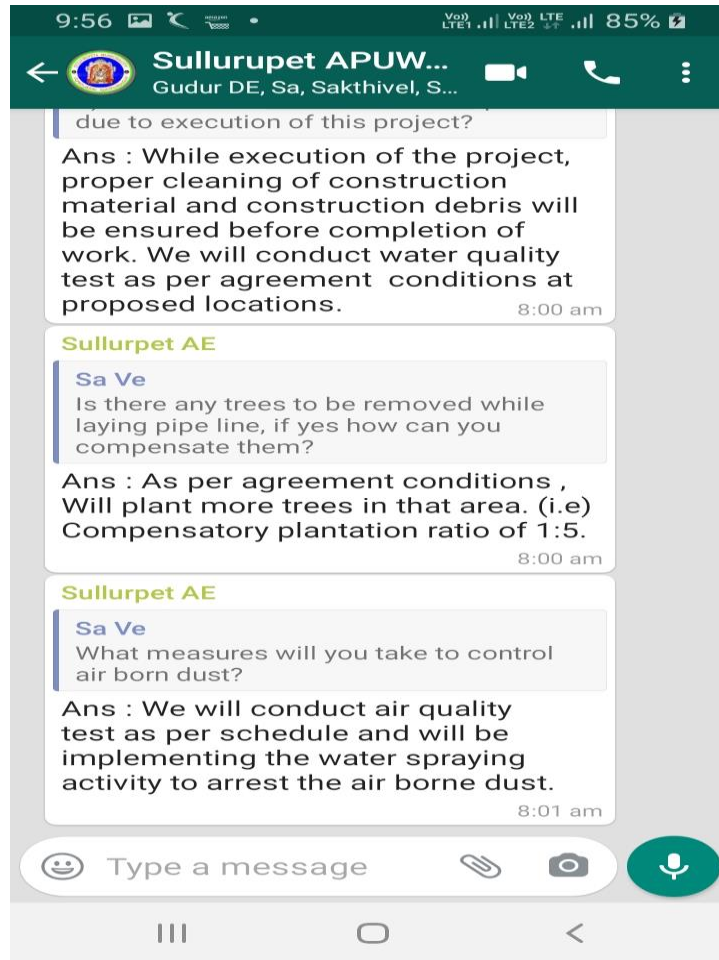 9:56
Vo)) LTE1 Vo)) LTE2 LTE 85%
Sullurupet APUW...
Gudur DE, Sa, Sakthivel, S...
due to execution of this project?
Ans : While execution of the project,
proper cleaning of construction
material and construction debris will
be ensured before completion of
work. We will conduct water quality
test as per agreement conditions at
proposed locations.
8:00 am
Sullurpet AE
Sa Ve
Is there any trees to be removed while
laying pipe line, if yes how can you
compensate them?
Ans : As per agreement conditions ,
Will plant more trees in that area. (i.e)
Compensatory plantation ratio of 1:5.
8:00 am
Sullurpet AE
Sa Ve
What measures will you take to control
air born dust?
Ans : We will conduct air quality
test as per schedule and will be
implementing the water spraying
activity to arrest the air borne dust.
8:01 am
Type a message